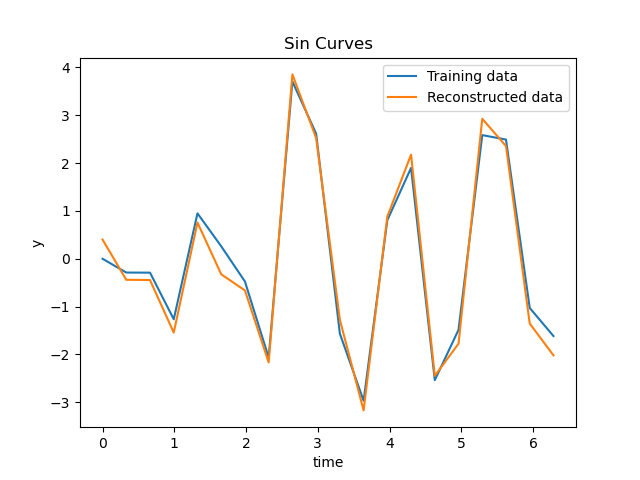 Sin Curves
Training data
Reconstructed data
4
3
2
1
0
−1
−2
−3
y
0 1 2 3 4 5 6
time